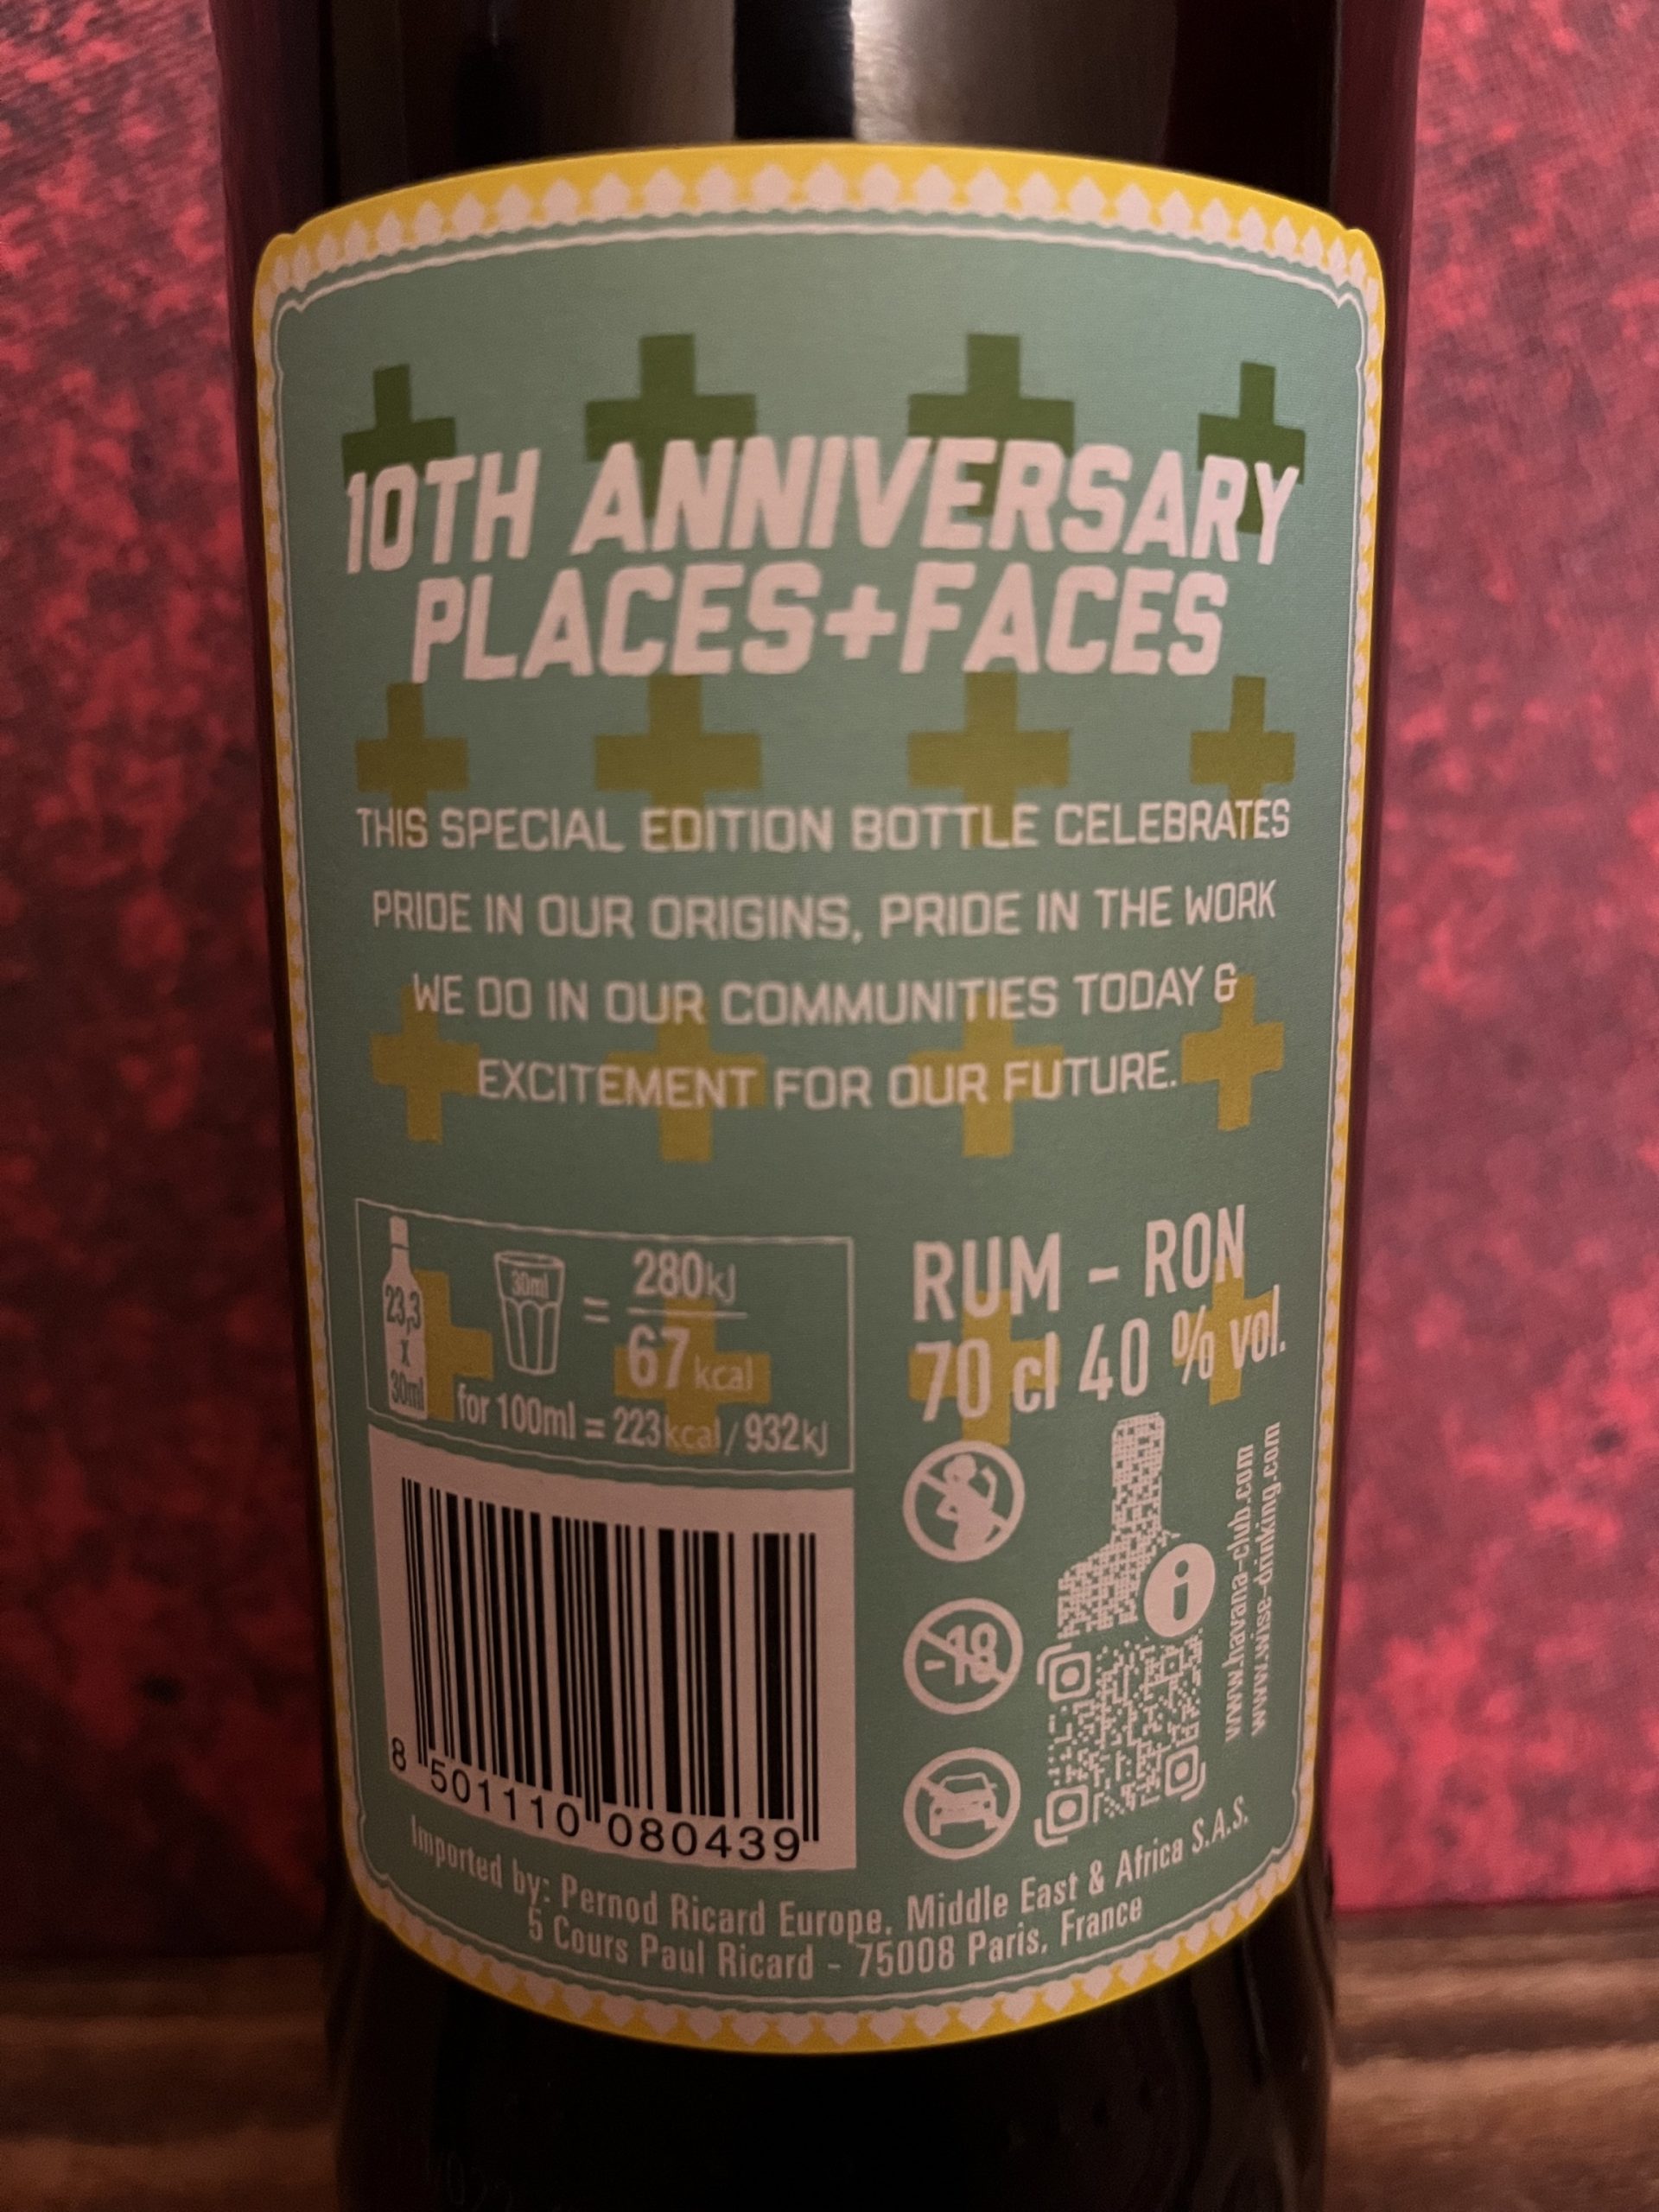 10TH ANNIVERSARY
PLACES+FACES
THIS SPECIAL EDITION BOTTLE CELEBRATES
PRIDE IN OUR ORIGINS, PRIDE IN THE WORK
WE DO IN OUR COMMUNITIES TODAY &
EXCITEMENT FOR OUR FUTURE.
23,3
x
30ml
30ml
=
280kJ
67kcal
for 100ml = 223kcal/932kJ
RUM - RON
70 cl 40 % vol.
-18
i
www.havana-club.com
www.wise-drinking.com
8 501110 080439
Imported by: Pernod Ricard Europe, Middle East & Africa S.A.S.
5 Cours Paul Ricard - 75008 Paris, France